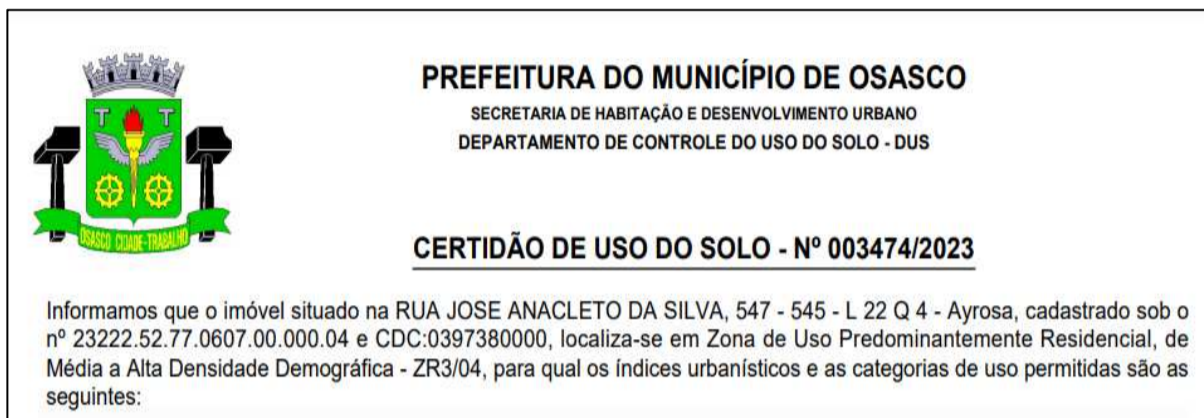 PREFEITURA DO MUNICÍPIO DE OSASCO
SECRETARIA DE HABITAÇÃO E DESENVOLVIMENTO URBANO
DEPARTAMENTO DE CONTROLE DO USO DO SOLO - DUS
T T
OSASCO CIDADE-TRABALHO
CERTIDÃO DE USO DO SOLO - Nº 003474/2023
Informamos que o imóvel situado na RUA JOSE ANACLETO DA SILVA, 547 - 545 - L 22 Q 4 - Ayrosa, cadastrado sob o
nº 23222.52.77.0607.00.000.04 e CDC:0397380000, localiza-se em Zona de Uso Predominantemente Residencial, de
Média a Alta Densidade Demográfica - ZR3/04, para qual os índices urbanísticos e as categorias de uso permitidas são as
seguintes: